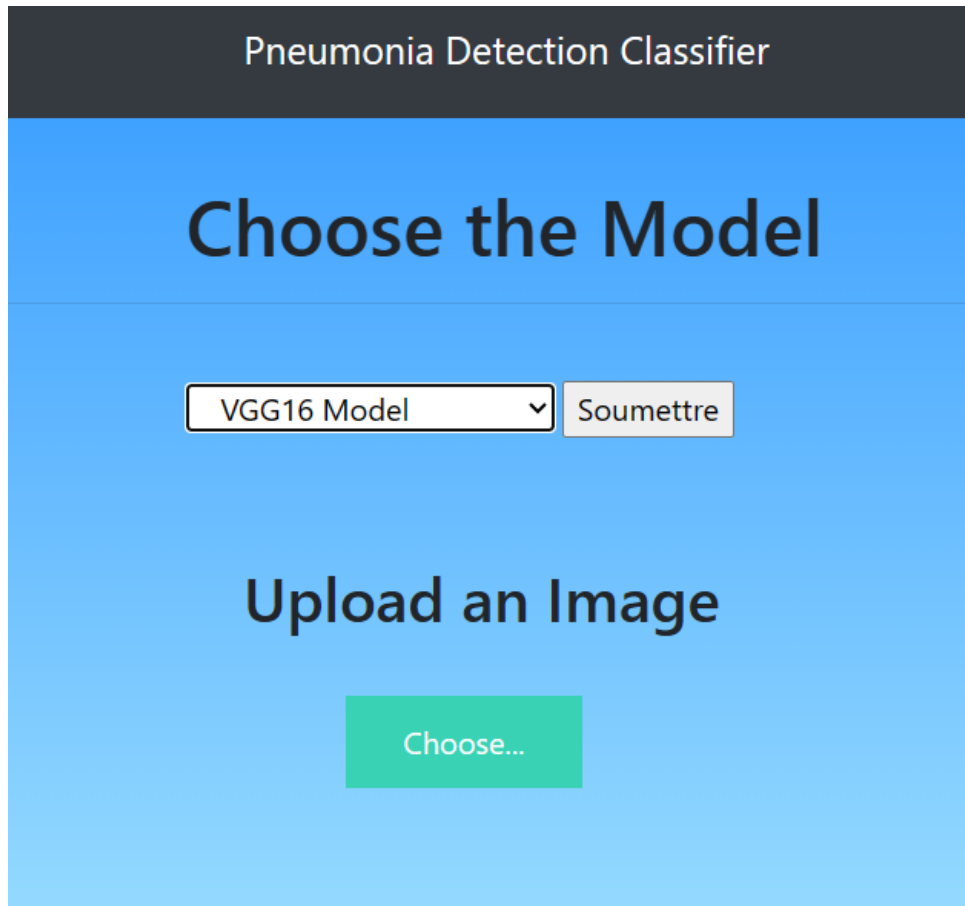 Pneumonia Detection Classifier
Choose the Model
VGG16 Model Soumettre
Upload an Image
Choose...